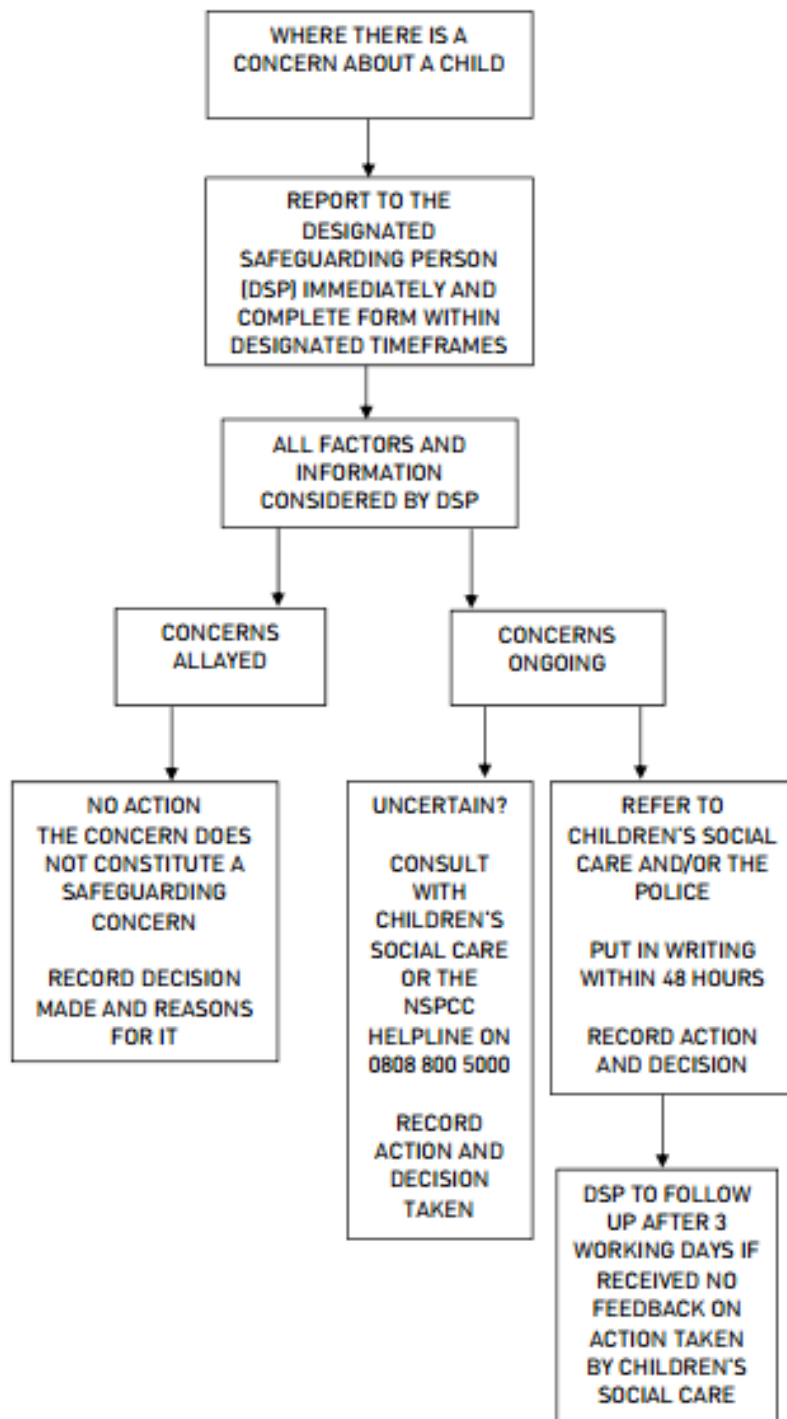 WHERE THERE IS A
CONCERN ABOUT A CHILD
REPORT TO THE
DESIGNATED
SAFEGUARDING PERSON
(DSP) IMMEDIATELY AND
COMPLETE FORM WITHIN
DESIGNATED TIMEFRAMES
ALL FACTORS AND
INFORMATION
CONSIDERED BY DSP
CONCERNS
ALLAYED
CONCERNS
ONGOING
NO ACTION
THE CONCERN DOES
NOT CONSTITUTE A
SAFEGUARDING
CONCERN
RECORD DECISION
MADE AND REASONS
FOR IT
UNCERTAIN?
CONSULT
WITH
CHILDREN'S
SOCIAL CARE
OR THE
NSPCC
HELPLINE ON
0808 800 5000
RECORD
ACTION AND
DECISION
TAKEN
REFER TO
CHILDREN'S SOCIAL
CARE AND/OR THE
POLICE
PUT IN WRITING
WITHIN 48 HOURS
RECORD ACTION
AND DECISION
DSP TO FOLLOW
UP AFTER 3
WORKING DAYS IF
RECEIVED NO
FEEDBACK ON
ACTION TAKEN
BY CHILDREN'S
SOCIAL CARE